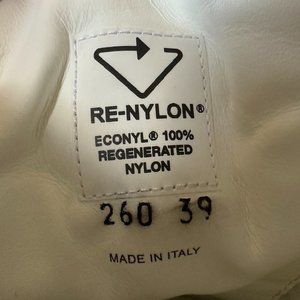 RE-NYLON®
ECONYL® 100%
REGENERATED
NYLON
260 39
MADE IN ITALY